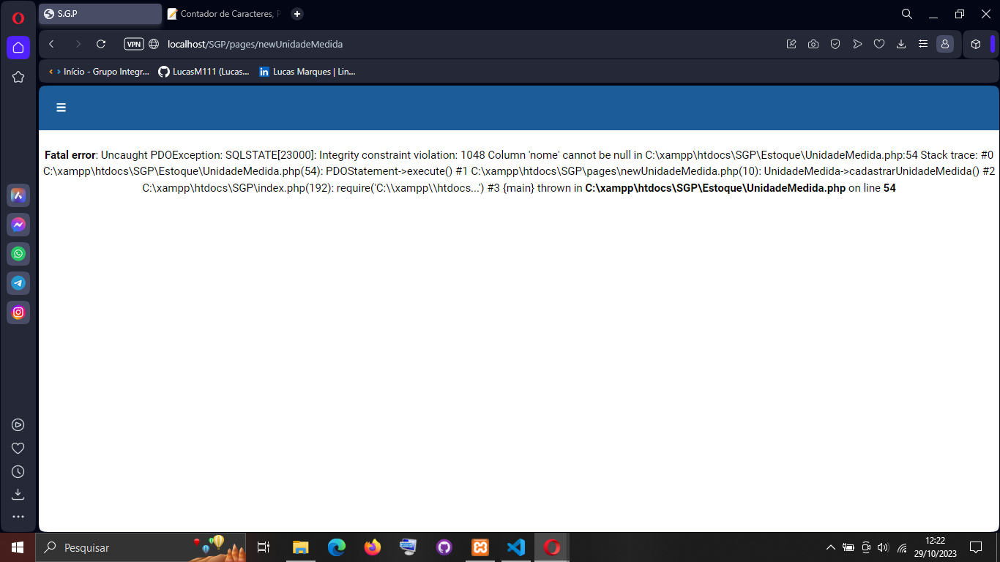 S.G.P
Contador de Caracteres, P
VPN
localhost/SGP/pages/newUnidadeMedida
Início - Grupo Integr...
LucasM111 (Lucas...
Lucas Marques | Lin...
Fatal error: Uncaught PDOException: SQLSTATE[23000]: Integrity constraint violation: 1048 Column 'nome' cannot be null in C:\xampp\htdocs\SGP\Estoque\UnidadeMedida.php:54 Stack trace: #0
C:\xampp\htdocs\SGP\Estoque\UnidadeMedida.php(54): PDOStatement->execute() #1 C:\xampp\htdocs\SGP\pages\newUnidadeMedida.php(10): UnidadeMedida->cadastrarUnidadeMedida() #2
C:\xampp\htdocs\SGP\index.php(192): require('C:\\xampp\\htdocs...') #3 {main} thrown in C:\xampp\htdocs\SGP\Estoque\UnidadeMedida.php on line 54
Pesquisar
12:22
29/10/2023